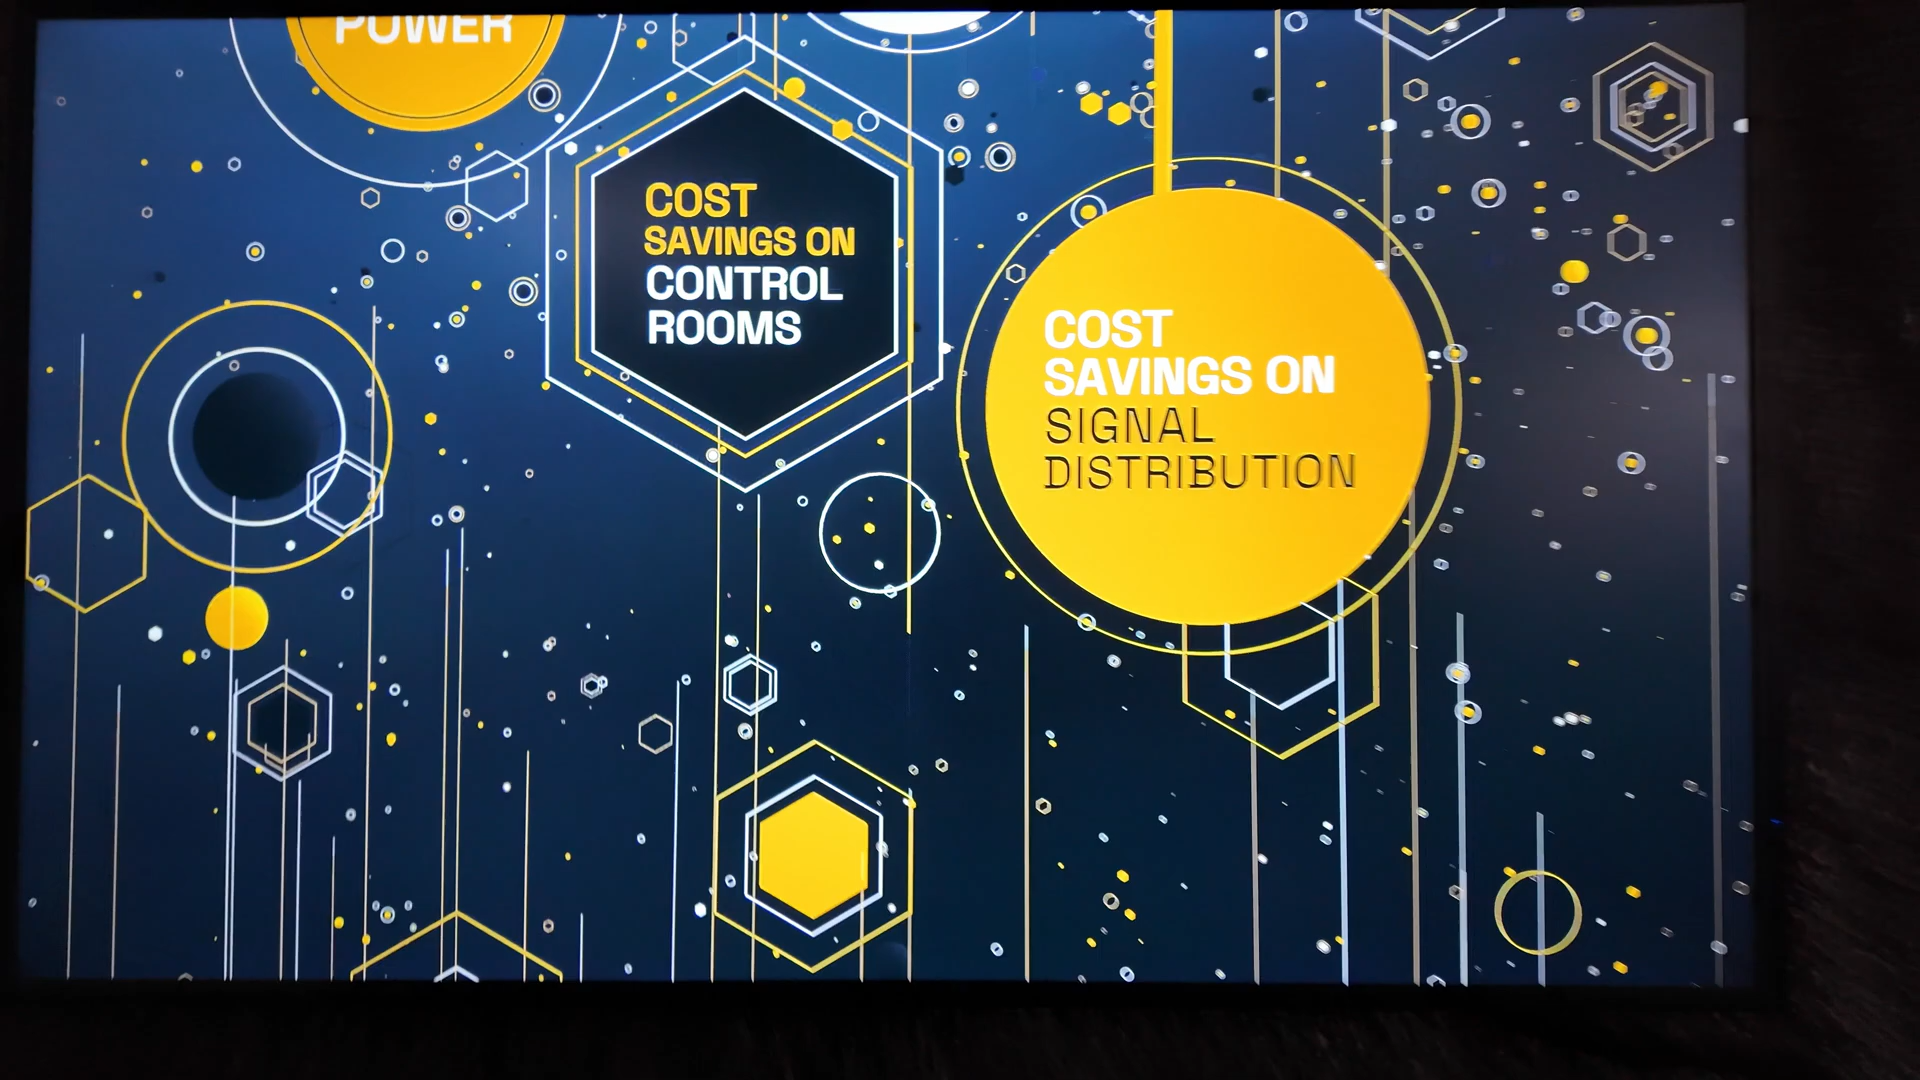 POWER
COST
SAVINGS ON
CONTROL
ROOMS
COST
SAVINGS ON
SIGNAL
DISTRIBUTION